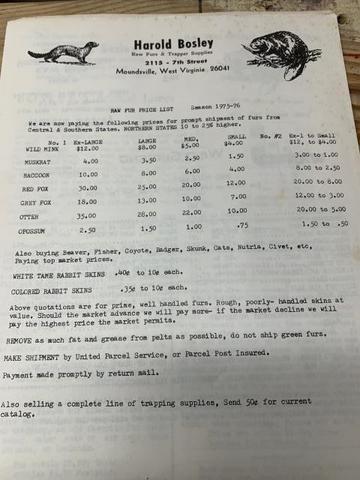 Harold Bosley
Raw Furs & Trapper Supplies
2115 - 7th Street
Moundsville, West Virginia 26041
RAW FUR PRICE LIST Season 1975-76
We are now paying the following prices for prompt shipment of furs from
Central & Southern States. NORTHERN STATES 10 to 25% higher.
No. 1 Ex-LARGE LARGE MED. SMALL No. #2 Ex-l to Small
WILD MINK $12.00 $8.00 $5.00 $4.00 $12, to $4.00
MUSKRAT 4.00 3.50 2.50 1.50 3.00 to 1.00
RACCOON 10.00 8.00 6.00 4.00 8.00 to 2.50
RED FOX 30.00 25.00 20.00 12.00 20.00 to 8.00
GREY FOX 18.00 13.00 10.00 7.00 12.00 to 3.00
OTTER 35.00 28.00 22.00 10.00 20.00 to 5.00
OPOSSUM 2.50 1.50 1.00 .75 1.50 to .50
Also buying Beaver, Fisher, Coyote, Badger, Skunk, Cats, Nutria, Civet, etc,
Paying top market prices.
WHITE TAME RABBIT SKINS .40¢ to 10¢ each.
COLORED RABBIT SKINS .35¢ to 10¢ each.
Above quotations are for prime, well handled furs. Rough, poorly- handled skins at
value. Should the market advance we will pay more- if the market decline we will
pay the highest price the market permits.
REMOVE as much fat and grease from pelts as possible, do not ship green furs.
MAKE SHIPMENT by United Parcel Service, or Parcel Post Insured.
Payment made promptly by return mail.
Also selling a complete line of trapping supplies, Send 50¢ for current
catalog.